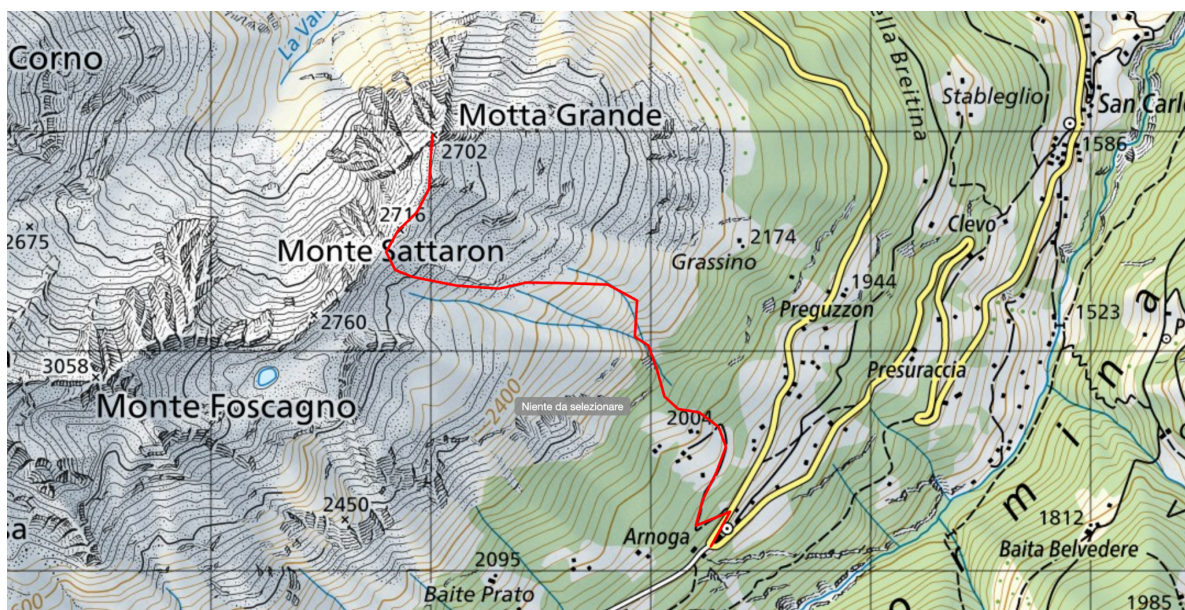 Corno
La Val
Motta Grande
2702
alla Breitina
Stableglio
San Carlo
1586
2716
2675
Monte Sattaron
2174
Grassino
Clevo
1944
Preguzzon
2760
1523
3058
Presuraccia
Monte Foscagno
2400
Niente da selezionare
2004
2450
Arnoga
1812
Baita Belvedere
2095
Baite Prato
1985